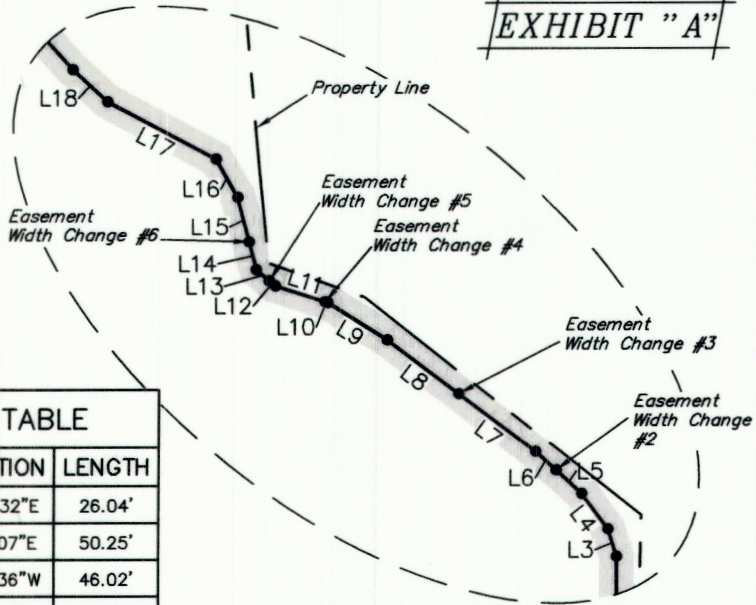 EXHIBIT "A"
Property Line
L18
L17
L16
Easement
Width Change #5
Easement
Width Change #6
L15
Easement
Width Change #4
L14
L13
L12
L11
L10
L9
Easement
Width Change #3
L8
Easement
Width Change
#2
L7
L6
L5
L4
L3
TABLE
TION LENGTH
32"E 26.04'
07"E 50.25'
36"W 46.02'